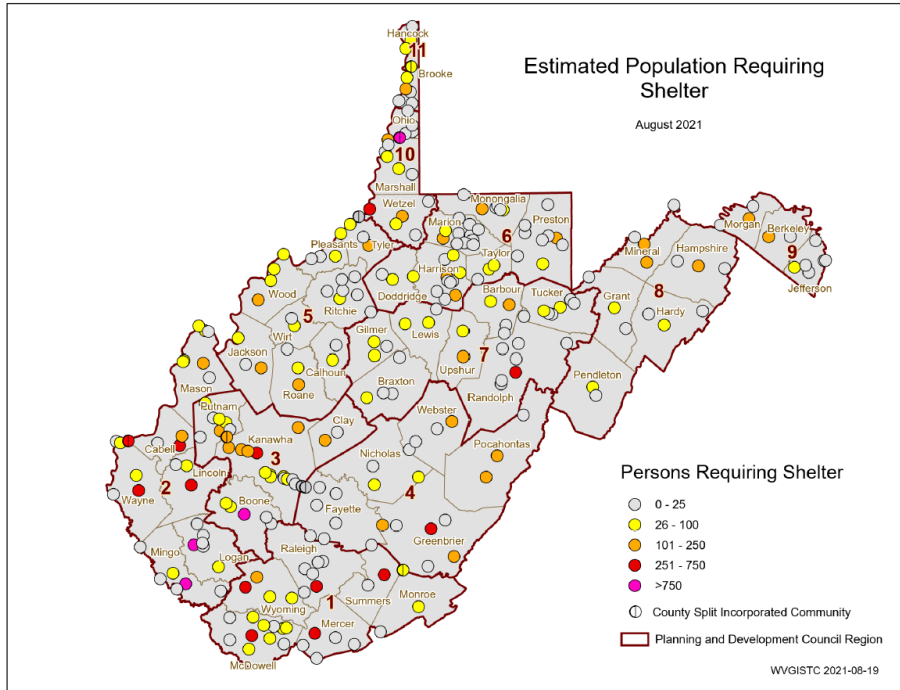 Estimated Population Requiring
Shelter
August 2021
Hancock
11
Brooke
Ohio
10
Marshall
Wetzel
Monongalia
Marion
Preston
6
Morgan
Berkeley
9
Jefferson
Pleasants
Tyler
Taylor
Mineral
Hampshire
Harrison
Doddridge
Barbour
Tucker
Grant
8
Hardy
Wood
Ritchie
5
Wirt
Gilmer
Lewis
7
Upshur
Jackson
Calhoun
Roane
Braxton
Randolph
Pendleton
Mason
Putnam
Webster
Clay
Kanawha
Pocahontas
Cabell
3
Nicholas
Lincoln
2
4
Wayne
Boone
Fayette
Greenbrier
Mingo
Logan
Raleigh
Summers
Monroe
Wyoming
1
Mercer
McDowell
Persons Requiring Shelter
0 - 25
26 - 100
101 - 250
251 - 750
>750
County Split Incorporated Community
Planning and Development Council Region
WVGISTC 2021-08-19